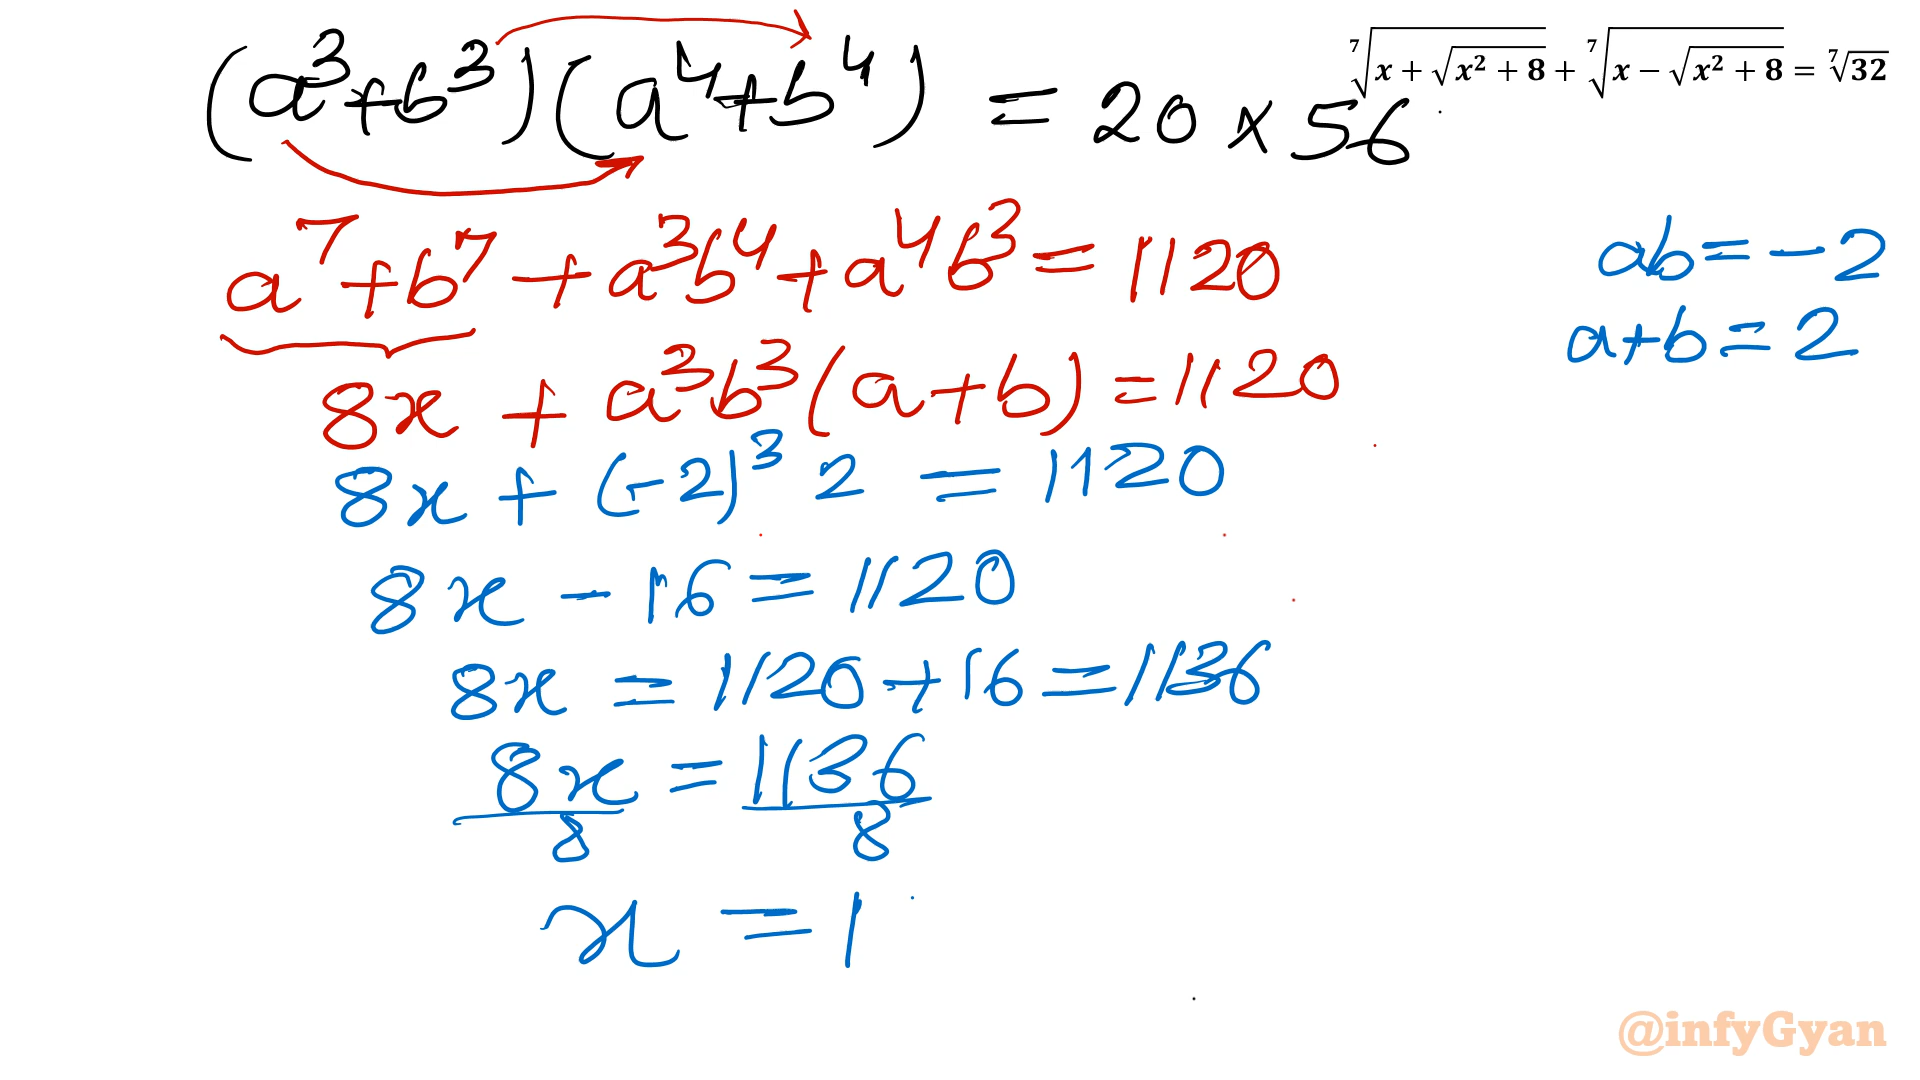 (a³+b³)(a⁴+b⁴) = 20 × 56
⁷√(x + √(x² + 8)) + ⁷√(x − √(x² + 8)) = ⁷√32
a⁷+b⁷ + a³b⁴ + a⁴b³ = 1120
ab = -2
a+b = 2
8x + a³b³(a+b) = 1120
8x + (-2)³ 2 = 1120
8x - 16 = 1120
8x = 1120 + 16 = 1136
8x/8 = 1136/8
x = 1
@infyGyan